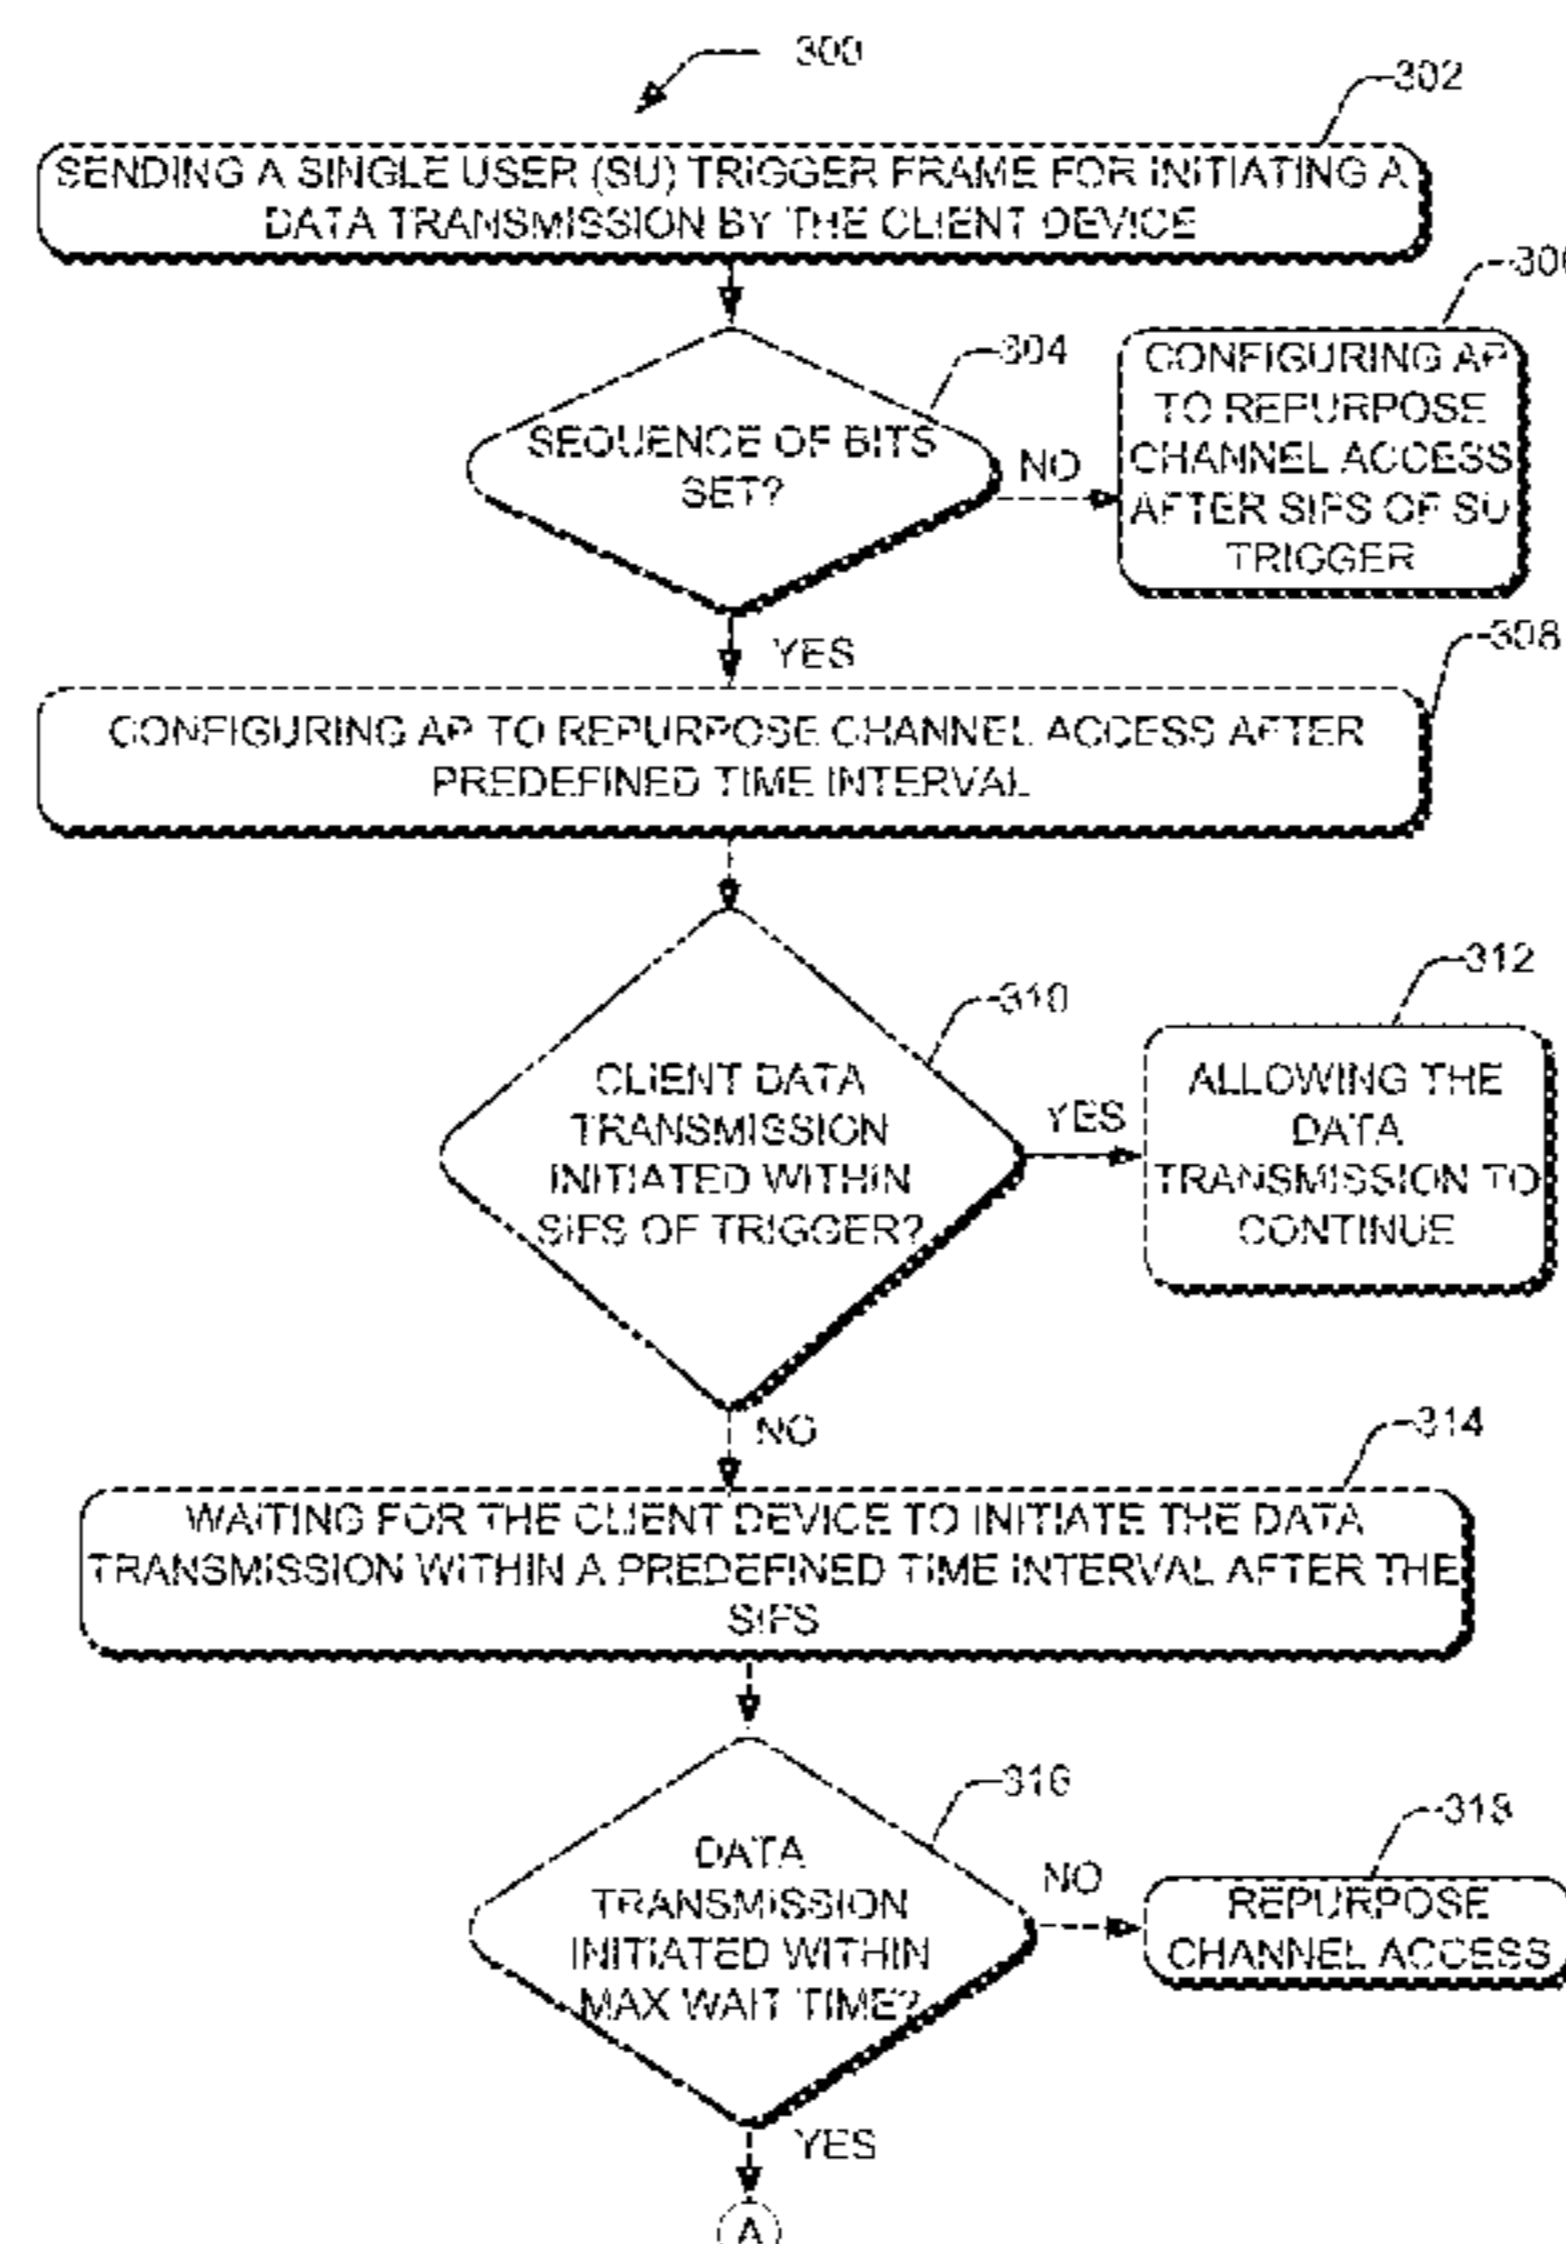 300
302
SENDING A SINGLE USER (SU) TRIGGER FRAME FOR INITIATING A
DATA TRANSMISSION BY THE CLIENT DEVICE
304
SEQUENCE OF BITS
SET?
NO
CONFIGURING AP
TO REPURPOSE
CHANNEL ACCESS
AFTER SIFS OF SU
TRIGGER
YES
308
CONFIGURING AP TO REPURPOSE CHANNEL ACCESS AFTER
PREDEFINED TIME INTERVAL
310
CLIENT DATA
TRANSMISSION
INITIATED WITHIN
SIFS OF TRIGGER?
YES
312
ALLOWING THE
DATA
TRANSMISSION TO
CONTINUE
NO
314
WAITING FOR THE CLIENT DEVICE TO INITIATE THE DATA
TRANSMISSION WITHIN A PREDEFINED TIME INTERVAL AFTER THE
SIFS
316
DATA
TRANSMISSION
INITIATED WITHIN
MAX WAIT TIME?
NO
318
REPURPOSE
CHANNEL ACCESS
YES
A